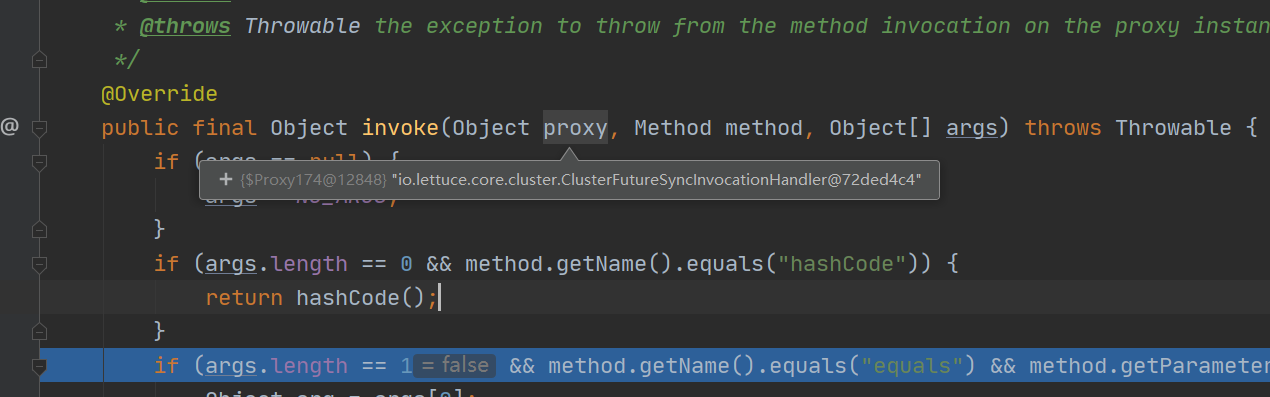 * @throws Throwable the exception to throw from the method invocation on the proxy instan
*/
@Override
@ public final Object invoke(Object proxy, Method method, Object[] args) throws Throwable {
if (args == null) {
+ {$Proxy174@12848} "io.lettuce.core.cluster.ClusterFutureSyncInvocationHandler@72ded4c4"
args = NO_ARGS;
}
if (args.length == 0 && method.getName().equals("hashCode")) {
return hashCode();
}
if (args.length == 1 = false && method.getName().equals("equals") && method.getParameter
Object arg = args[0];